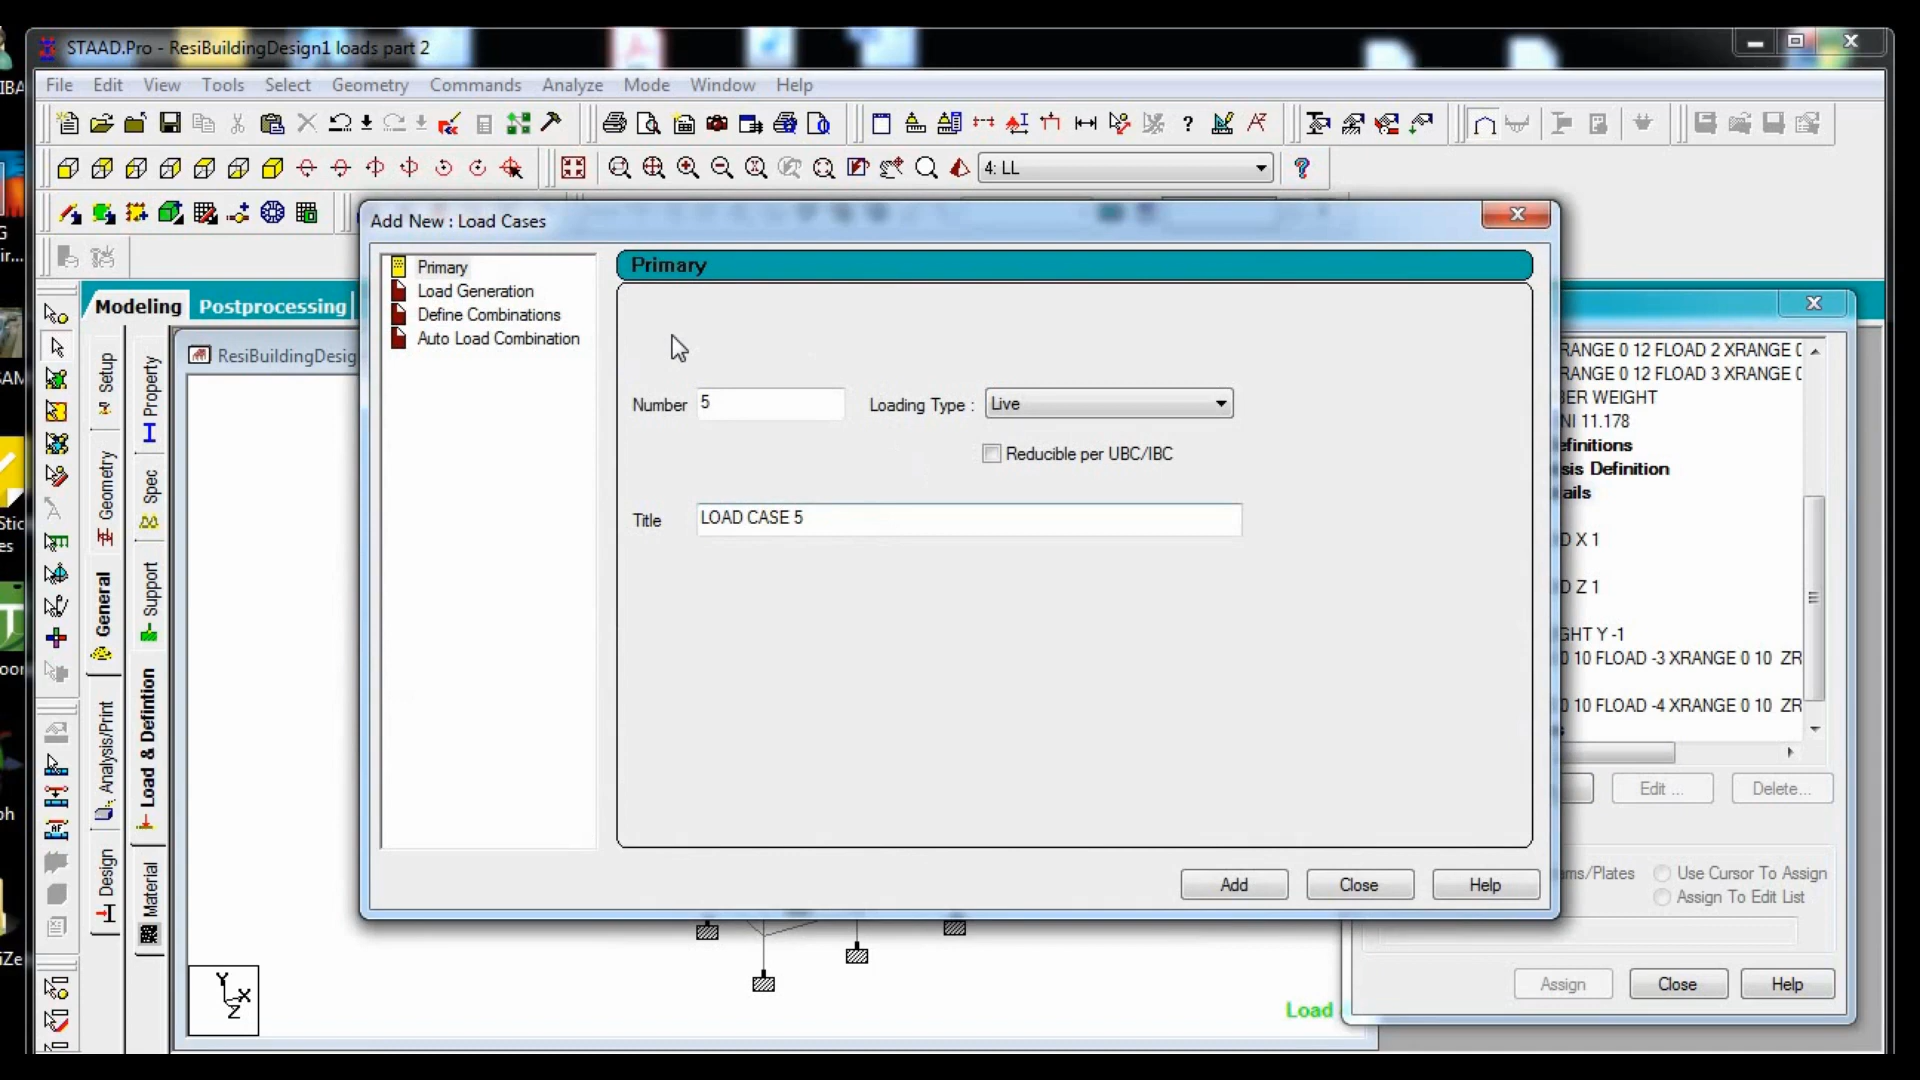 STAAD.Pro - ResiBuildingDesign1 loads part 2
File Edit View Tools Select Geometry Commands Analyze Mode Window Help
4: LL
Add New : Load Cases
Primary
Load Generation
Define Combinations
Auto Load Combination
Primary
Number 5 Loading Type : Live
Reducible per UBC/IBC
Title LOAD CASE 5
Add Close Help
Modeling Postprocessing
ResiBuildingDesig
Setup
Geometry
General
Analysis/Print
Design
Property
Spec
Support
Load & Definition
Material
RANGE 0 12 FLOAD 2 XRANGE 0
RANGE 0 12 FLOAD 3 XRANGE 0
BER WEIGHT
NI 11.178
efinitions
sis Definition
ails
D X 1
D Z 1
GHT Y -1
0 10 FLOAD -3 XRANGE 0 10 ZR
0 10 FLOAD -4 XRANGE 0 10 ZR
Edit ... Delete...
ms/Plates Use Cursor To Assign
Assign To Edit List
Assign Close Help
Load
Y
X
Z